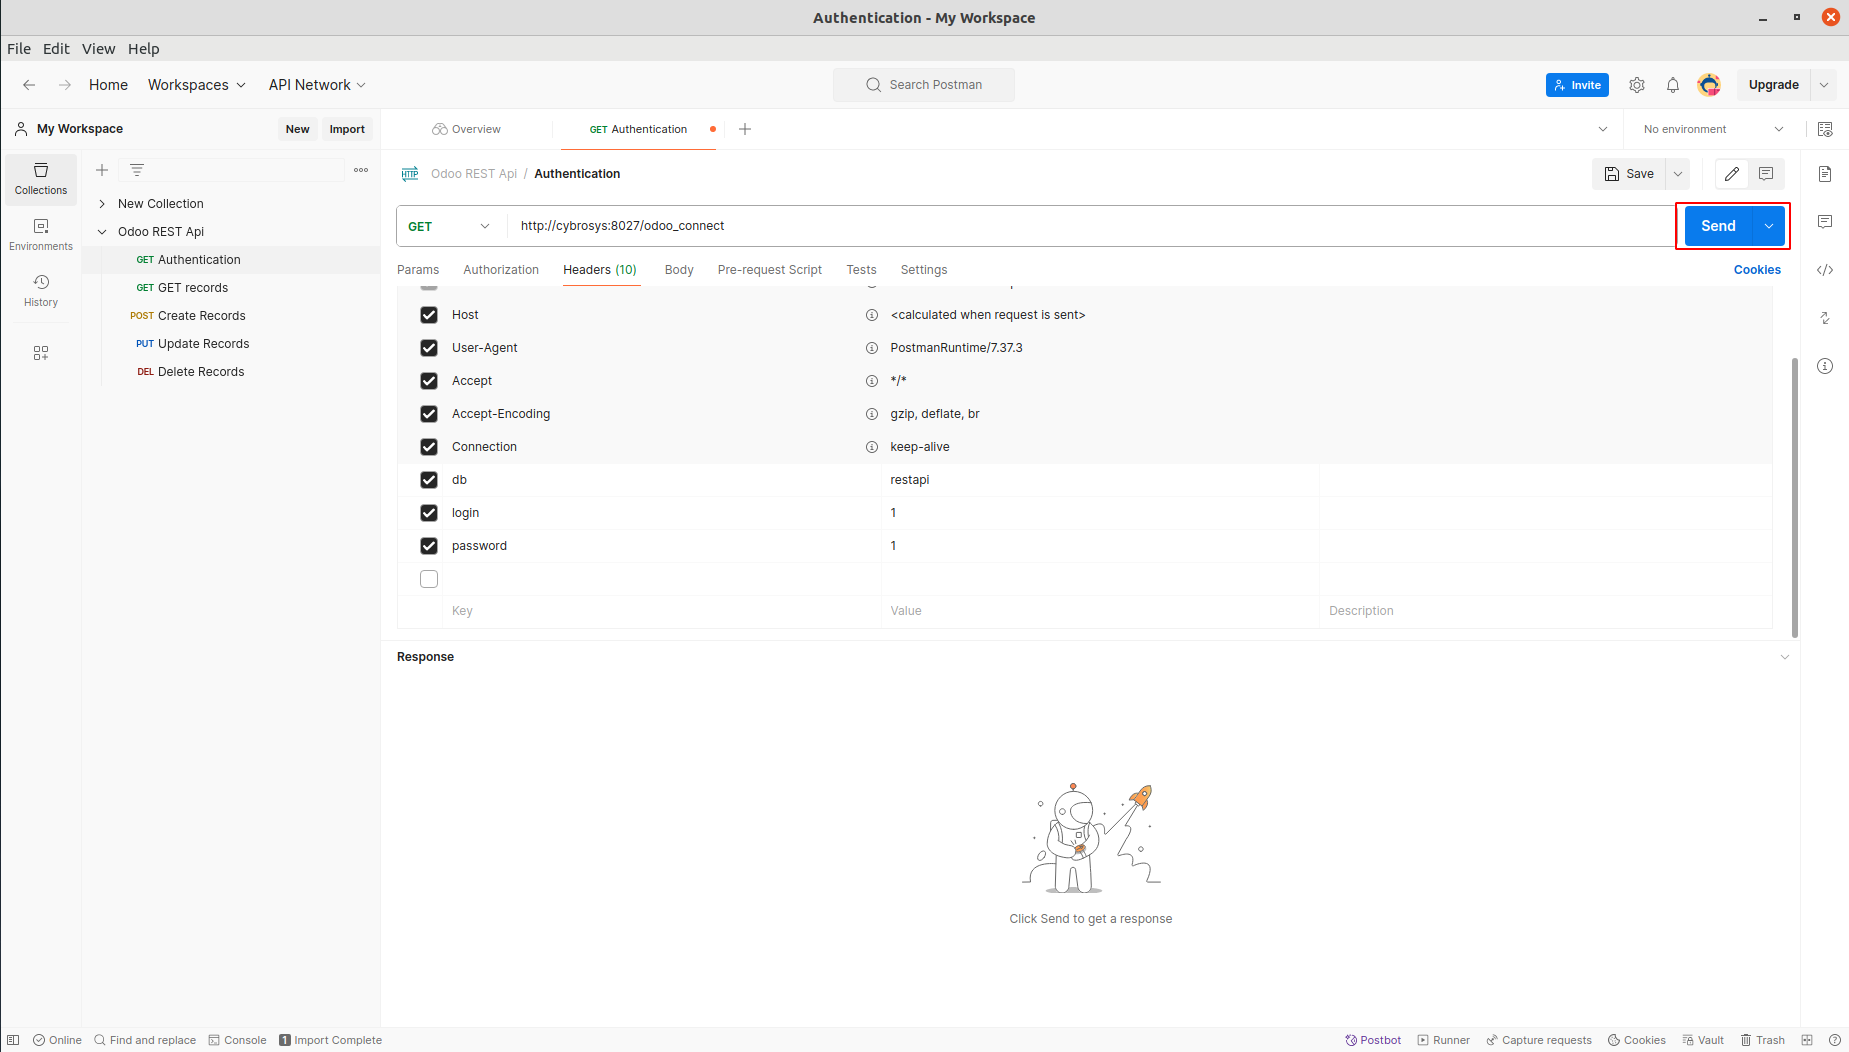 Authentication - My Workspace
File Edit View Help
Home Workspaces API Network Search Postman Invite Upgrade
My Workspace New Import Overview GET Authentication No environment
Collections
Environments
History
New Collection
Odoo REST Api
GET Authentication
GET GET records
POST Create Records
PUT Update Records
DEL Delete Records
HTTP Odoo REST Api / Authentication Save
GET http://cybrosys:8027/odoo_connect Send
Params Authorization Headers (10) Body Pre-request Script Tests Settings Cookies
Host <calculated when request is sent>
User-Agent PostmanRuntime/7.37.3
Accept */*
Accept-Encoding gzip, deflate, br
Connection keep-alive
db restapi
login 1
password 1
Key Value Description
Response
Click Send to get a response
Online Find and replace Console 1 Import Complete Postbot Runner Capture requests Cookies Vault Trash